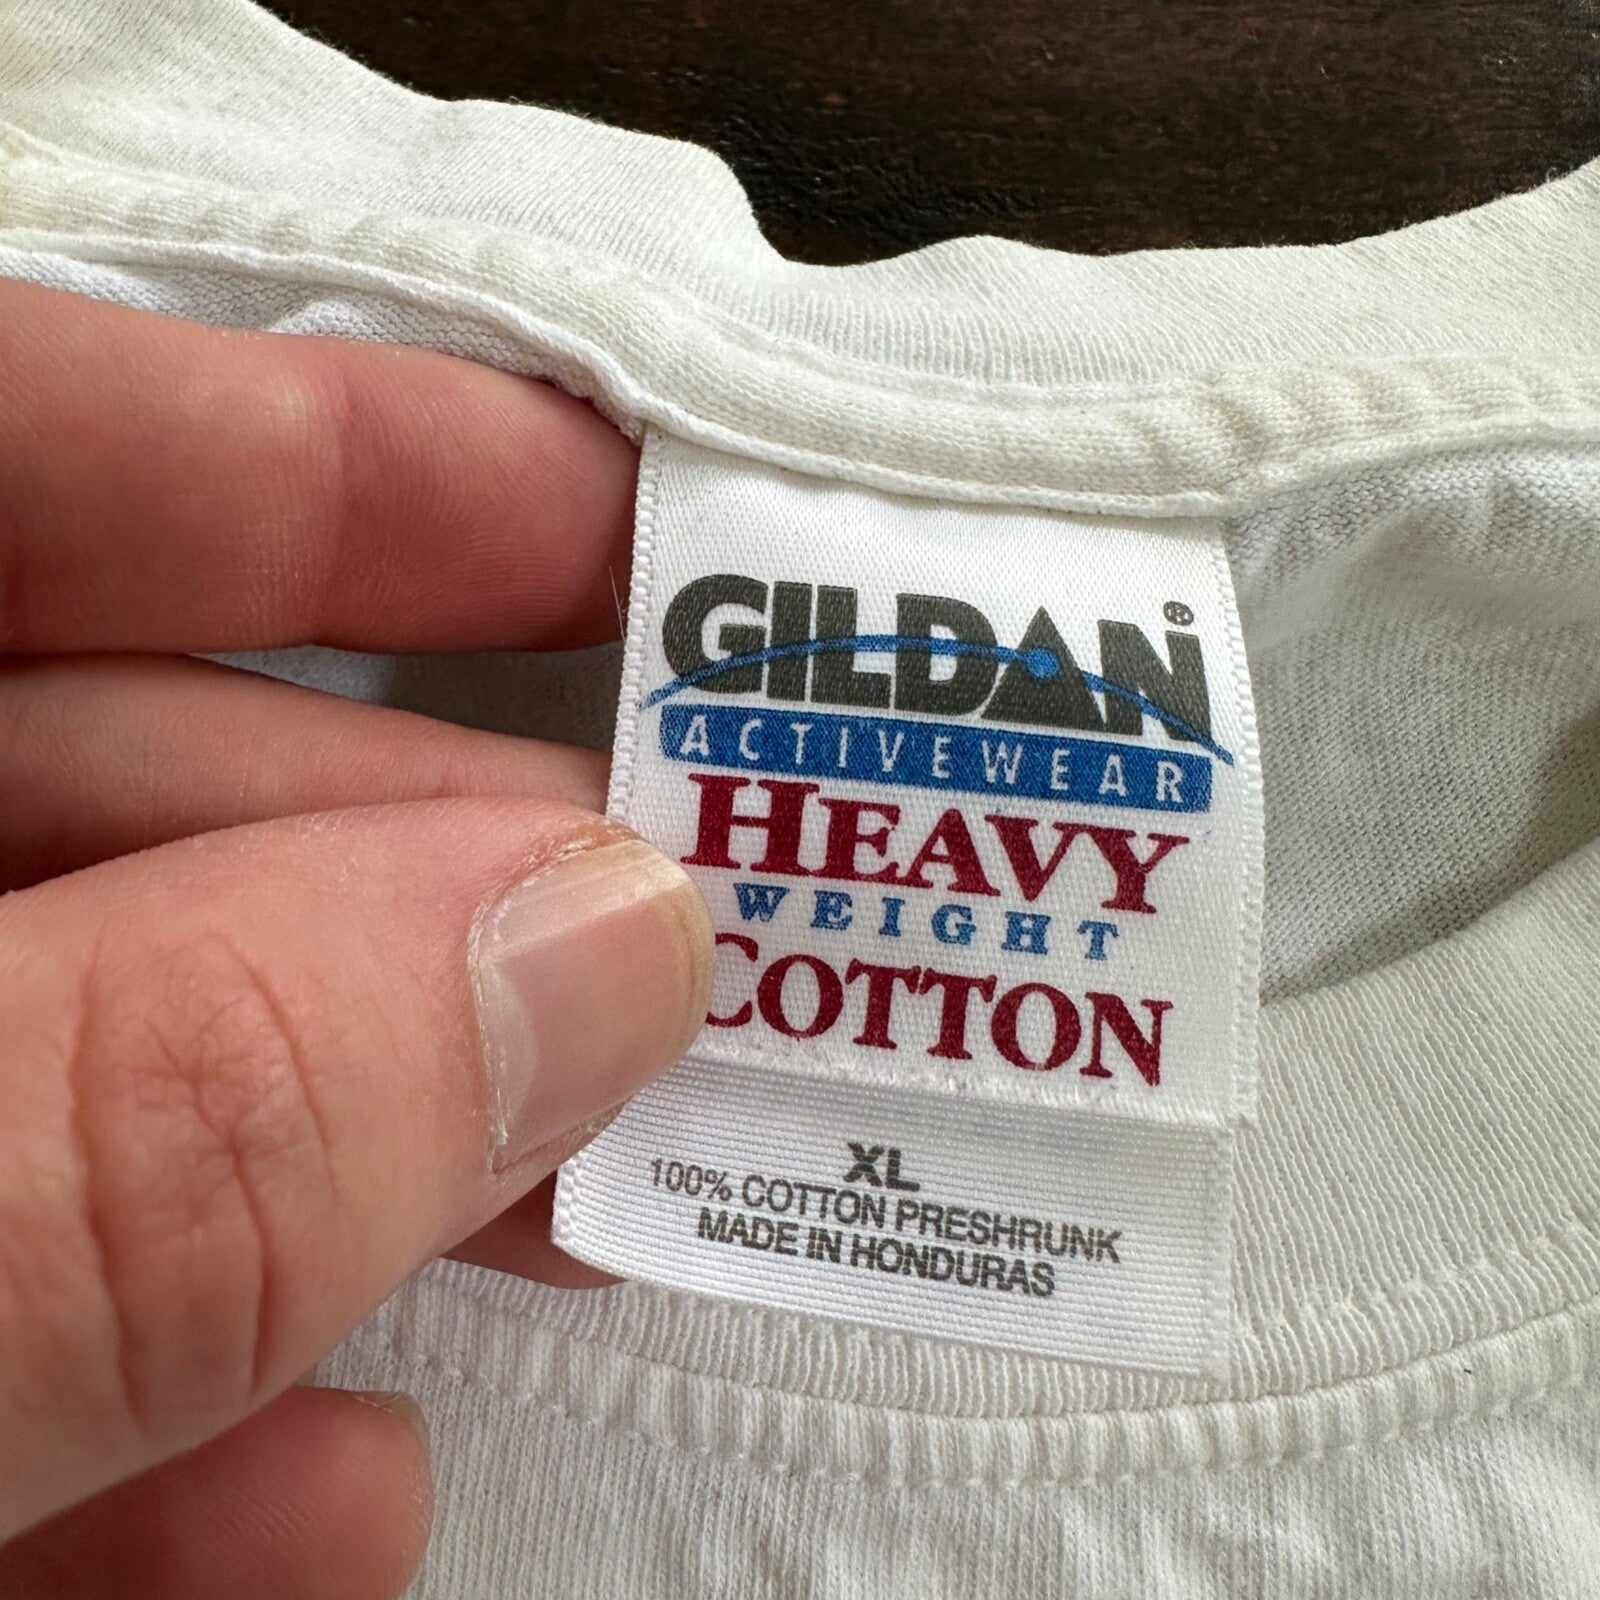 GILDAN®
ACTIVEWEAR
HEAVY
WEIGHT
COTTON
XL
100% COTTON PRESHRUNK
MADE IN HONDURAS